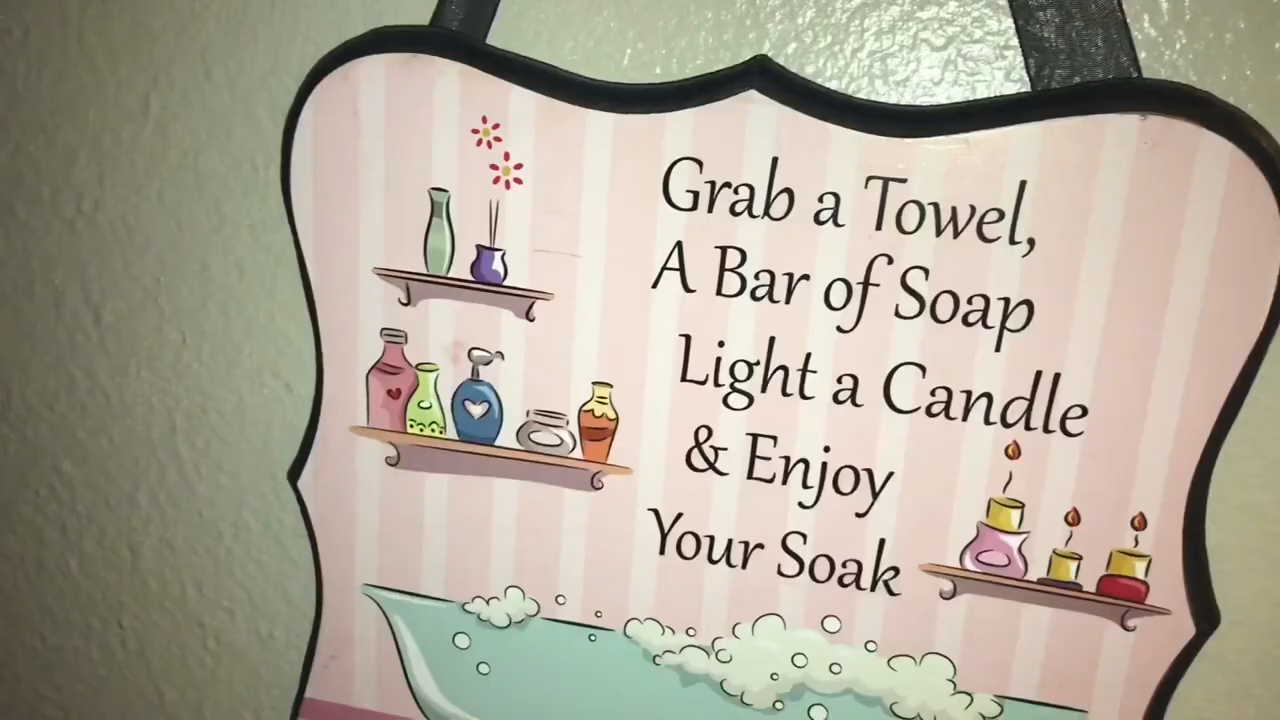 Grab a Towel,
A Bar of Soap
Light a Candle
& Enjoy
Your Soak